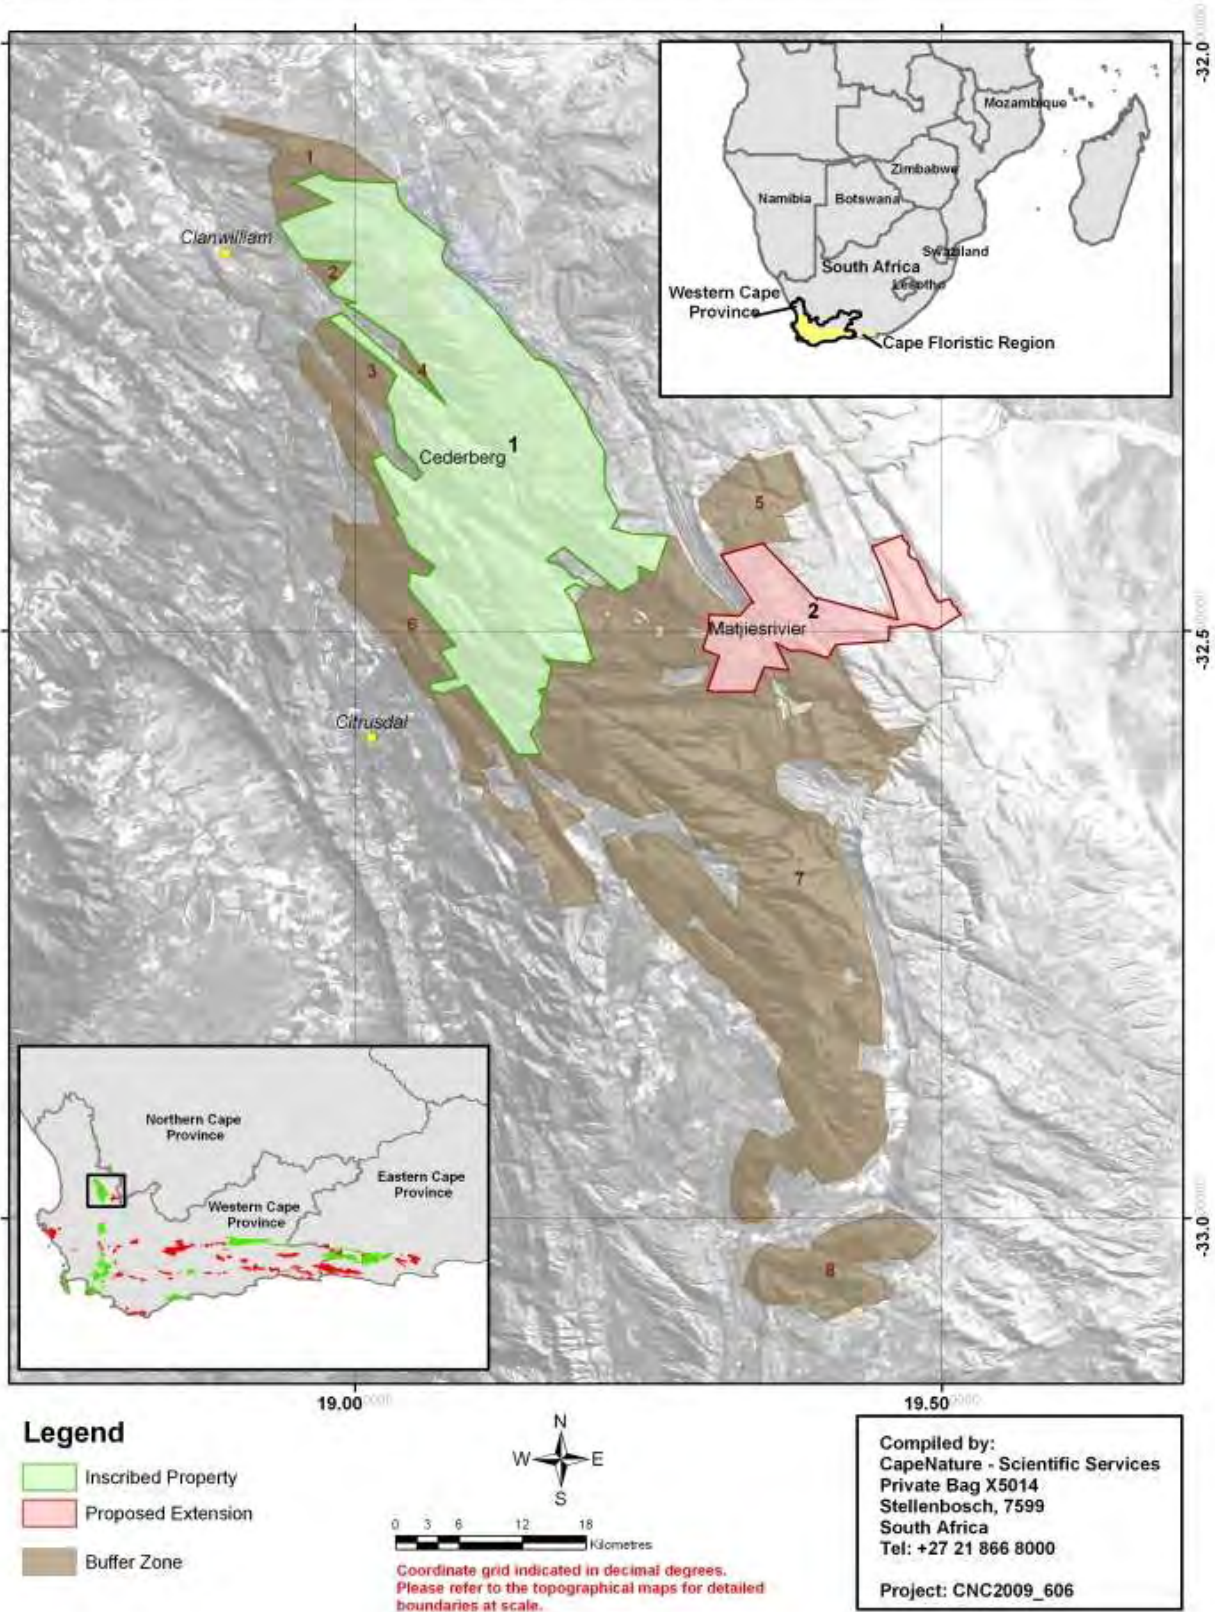 -32.0
Mozambique
Zimbabwe
Namibia
Botswana
Swaziland
South Africa
Lesotho
Western Cape
Province
Cape Floristic Region
1
Clanwilliam
2
3
4
Cederberg
1
5
2
Matjiesrivier
-32.5
6
Citrusdal
7
Northern Cape
Province
Eastern Cape
Province
Western Cape
Province
-33.0
8
19.00
19.50
Legend
Inscribed Property
Proposed Extension
Buffer Zone
N
W
E
S
0 3 6 12 18
Kilometres
Coordinate grid indicated in decimal degrees.
Please refer to the topographical maps for detailed
boundaries at scale.
Compiled by:
CapeNature - Scientific Services
Private Bag X5014
Stellenbosch, 7599
South Africa
Tel: +27 21 866 8000
Project: CNC2009_606